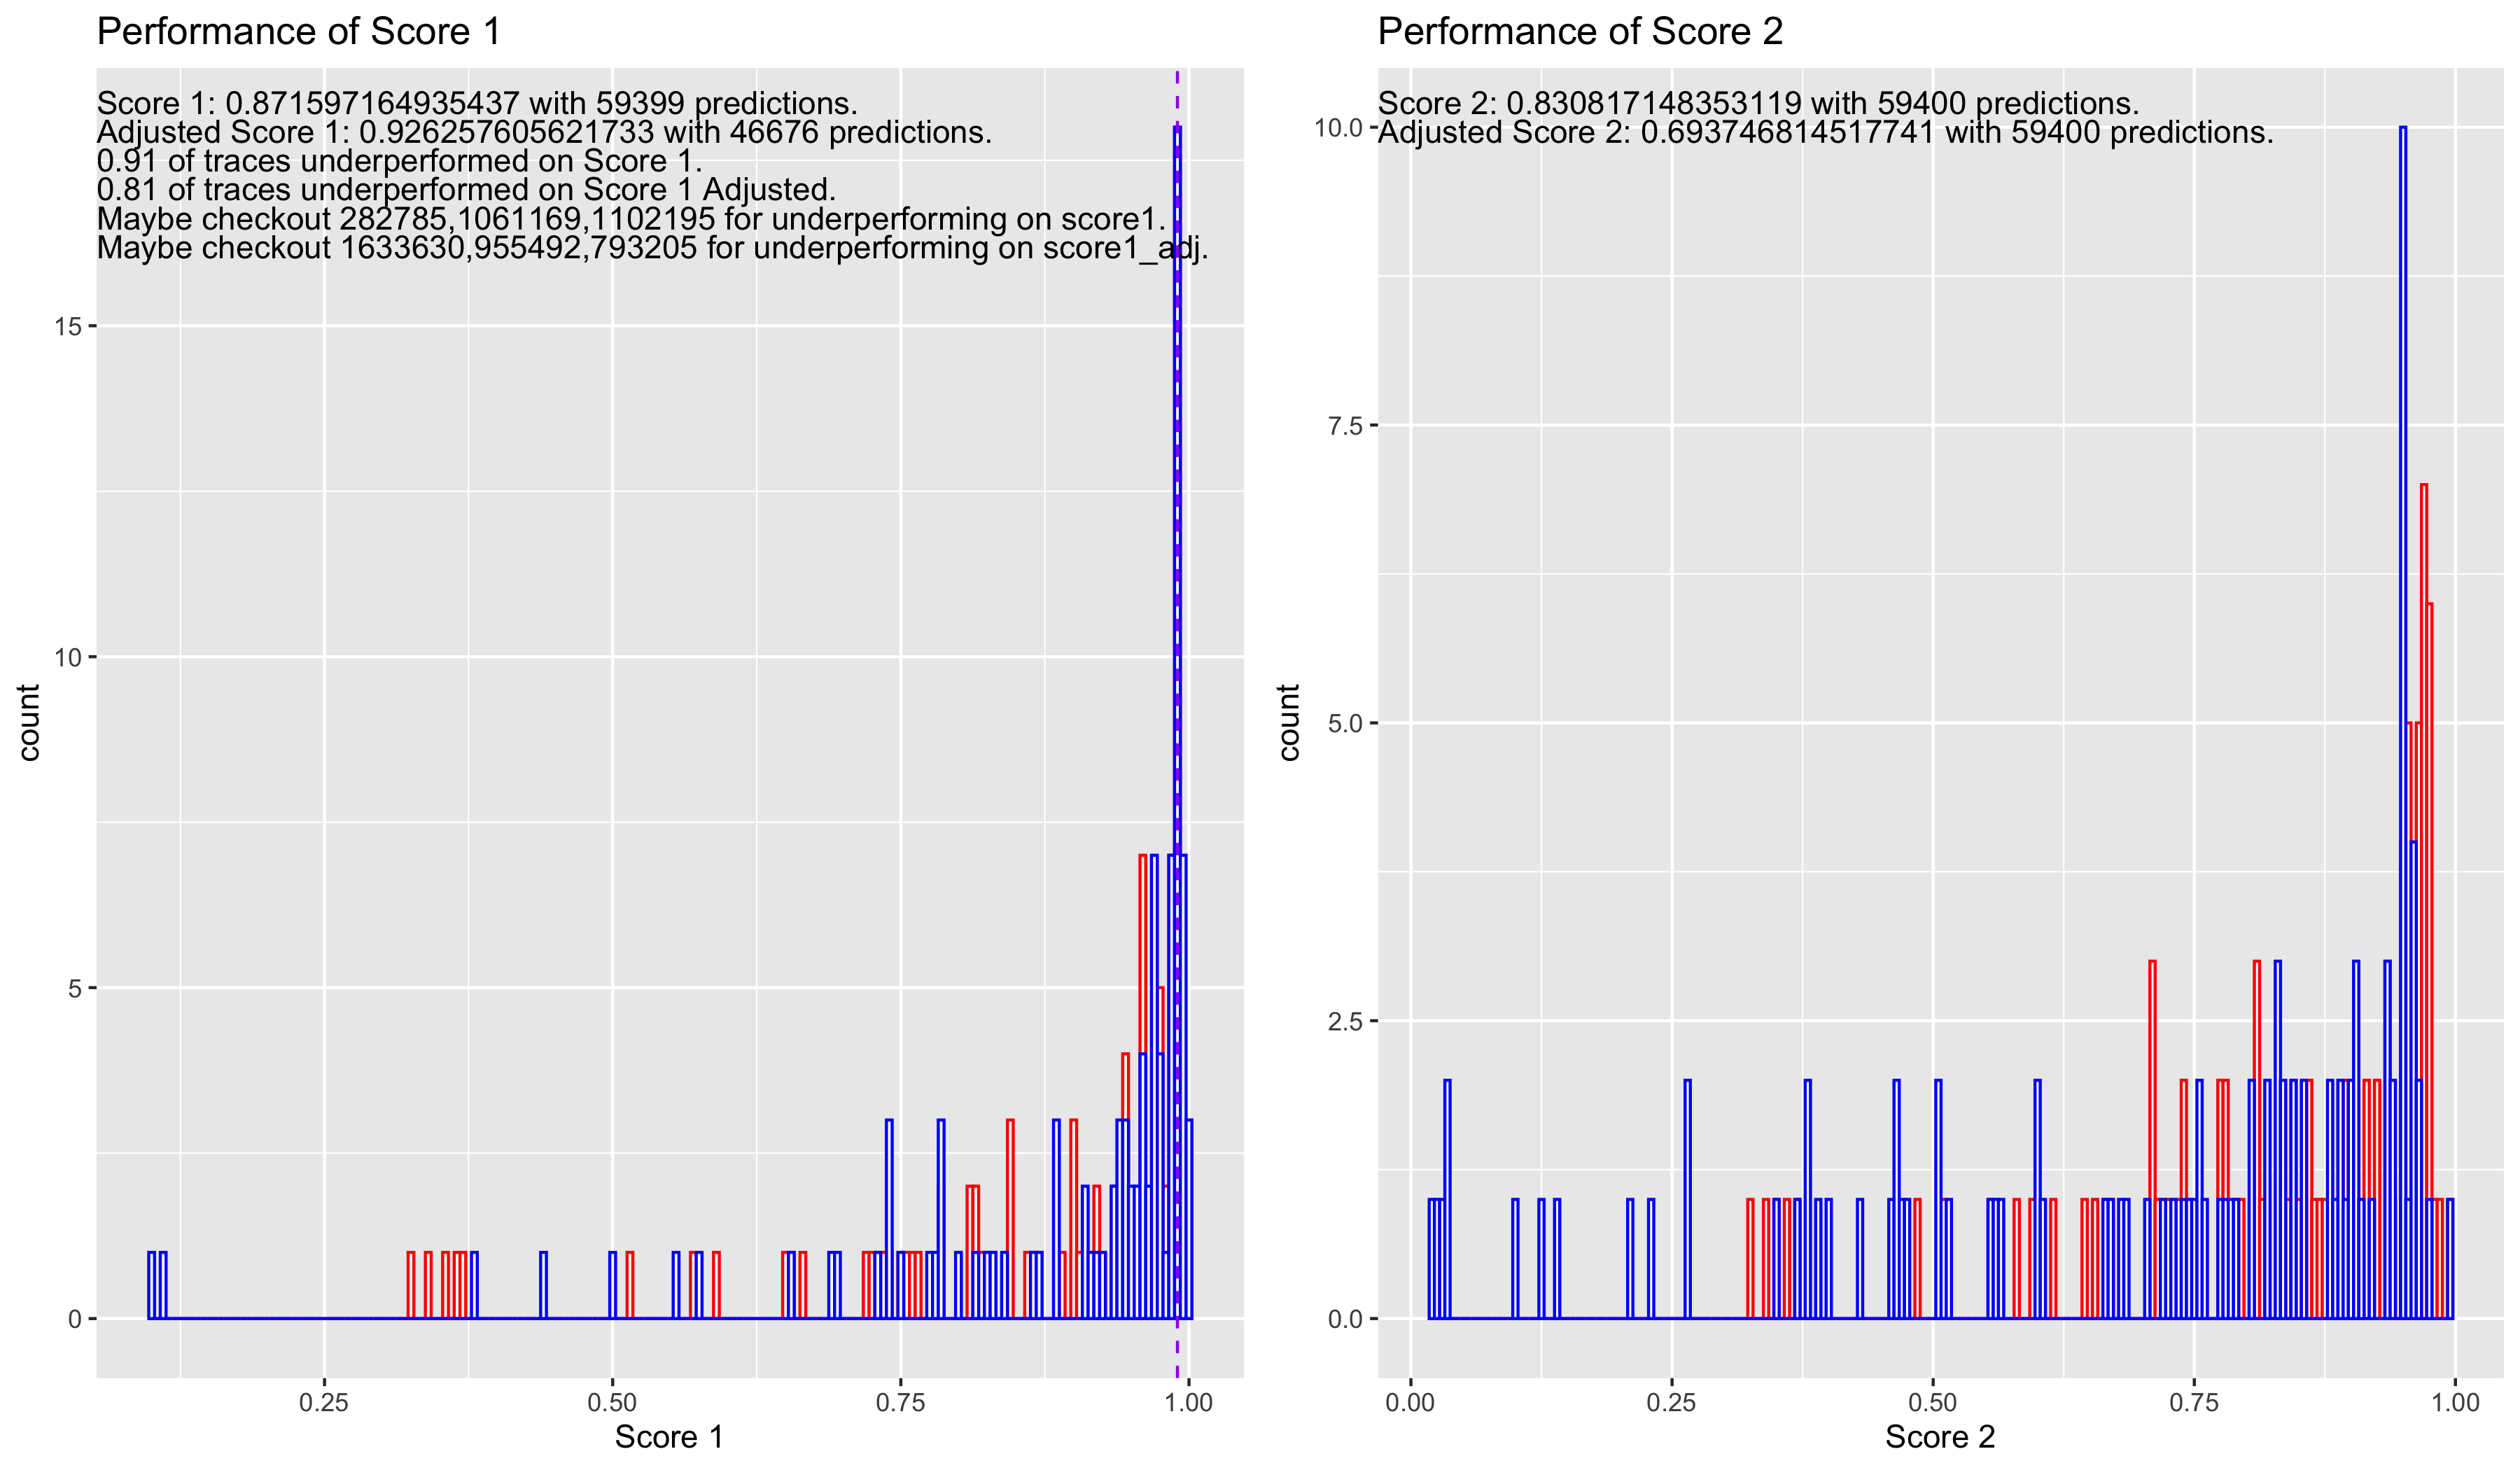 Performance of Score 1
Score 1: 0.871597164935437 with 59399 predictions.
Adjusted Score 1: 0.926257605621733 with 46676 predictions.
0.91 of traces underperformed on Score 1.
0.81 of traces underperformed on Score 1 Adjusted.
Maybe checkout 282785,1061169,1102195 for underperforming on score1.
Maybe checkout 1633630,955492,793205 for underperforming on score1_adj.
15
10
5
0
count
0.25 0.50 0.75 1.00
Score 1
Performance of Score 2
Score 2: 0.830817148353119 with 59400 predictions.
Adjusted Score 2: 0.693746814517741 with 59400 predictions.
10.0
7.5
5.0
2.5
0.0
count
0.00 0.25 0.50 0.75 1.00
Score 2